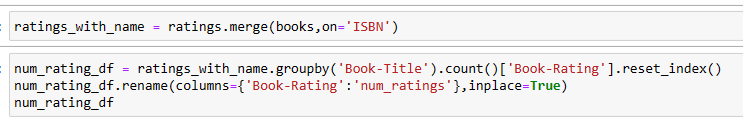 ratings_with_name = ratings.merge(books,on='ISBN')
num_rating_df = ratings_with_name.groupby('Book-Title').count()['Book-Rating'].reset_index()
num_rating_df.rename(columns={'Book-Rating':'num_ratings'},inplace=True)
num_rating_df